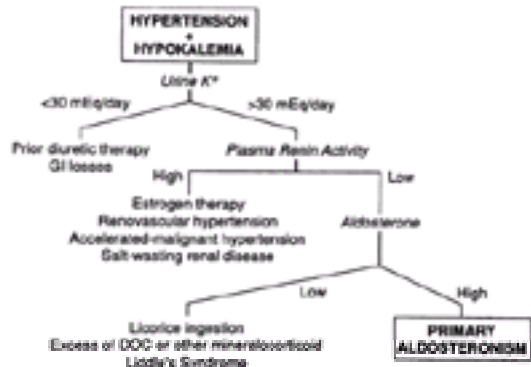 HYPERTENSION
+
HYPOKALEMIA
Urine K+
<30 mEq/day
>30 mEq/day
Prior diuretic therapy
GI losses
Plasma Renin Activity
High
Low
Estrogen therapy
Renovascular hypertension
Accelerated-malignant hypertension
Salt-wasting renal disease
Aldosterone
Low
High
Licorice ingestion
Excess of DOC or other mineralocorticoid
Liddle's Syndrome
PRIMARY
ALDOSTERONISM